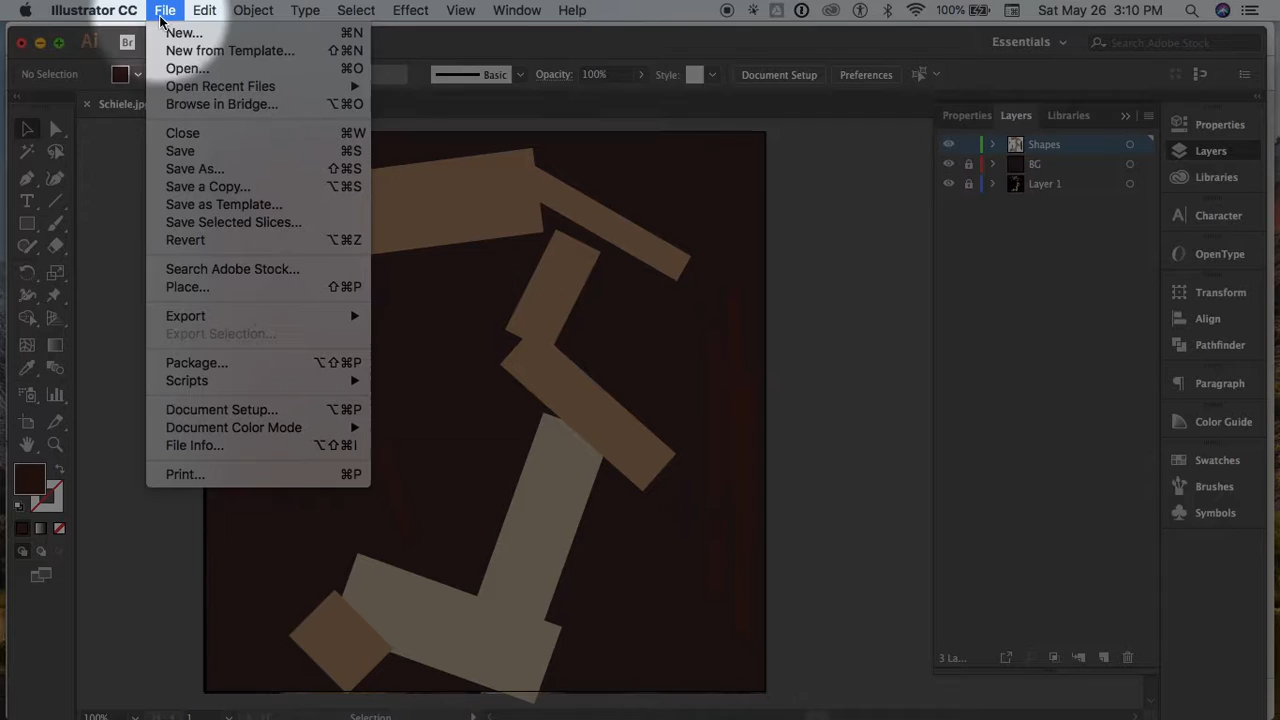 Illustrator CC File Edit Object Type Select Effect View Window Help 100% Sat May 26 3:10 PM
Ai Br Essentials Search Adobe Stock
No Selection Basic Opacity: 100% Style: Document Setup Preferences
Schiele.jp
New... ⌘N
New from Template... ⇧⌘N
Open... ⌘O
Open Recent Files
Browse in Bridge... ⌥⌘O
Close ⌘W
Save ⌘S
Save As... ⇧⌘S
Save a Copy... ⌥⌘S
Save as Template...
Save Selected Slices...
Revert ⌥⌘Z
Search Adobe Stock...
Place... ⇧⌘P
Export
Export Selection...
Package... ⌥⇧⌘P
Scripts
Document Setup... ⌥⌘P
Document Color Mode
File Info... ⌥⇧⌘I
Print... ⌘P
Properties Layers Libraries
Shapes
BG
Layer 1
3 La...
Properties
Layers
Libraries
Character
OpenType
Transform
Align
Pathfinder
Paragraph
Color Guide
Swatches
Brushes
Symbols
100% 1 Selection